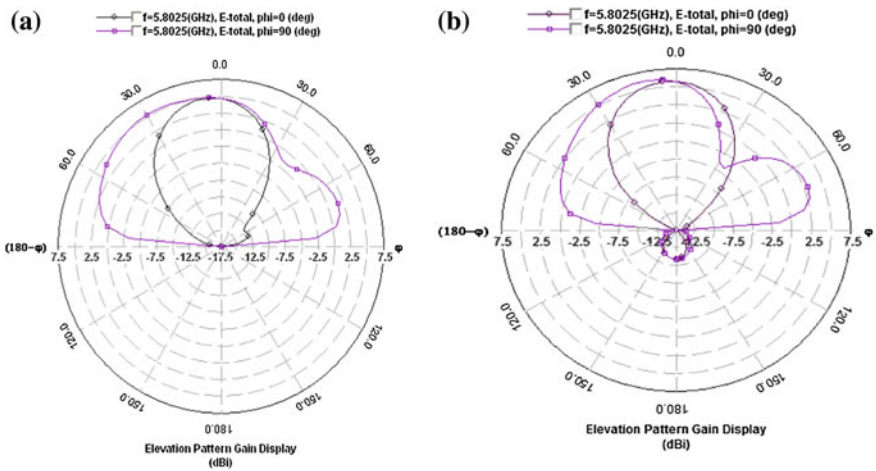 (a)
f=5.8025(GHz), E-total, phi=0 (deg)
f=5.8025(GHz), E-total, phi=90 (deg)
0.0
30.0
30.0
60.0
60.0
(180-φ)
φ
7.5 2.5 -2.5 -7.5 -12.5 -7.5 -2.5 2.5 7.5
120.0
120.0
150.0
150.0
180.0
Elevation Pattern Gain Display
(dBi)
(b)
f=5.8025(GHz), E-total, phi=0 (deg)
f=5.8025(GHz), E-total, phi=90 (deg)
0.0
30.0
30.0
60.0
60.0
(180-φ)
φ
7.5 2.5 -2.5 -7.5 -12.5 -7.5 -2.5 2.5 7.5
120.0
120.0
150.0
150.0
180.0
Elevation Pattern Gain Display
(dBi)